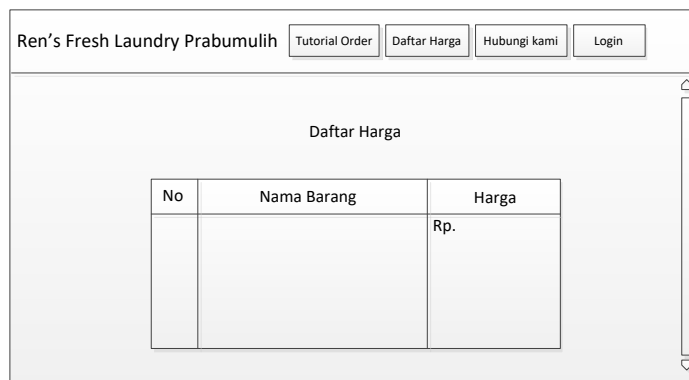 Ren's Fresh Laundry Prabumulih Tutorial Order Daftar Harga Hubungi kami Login
Daftar Harga
No Nama Barang Harga
Rp.